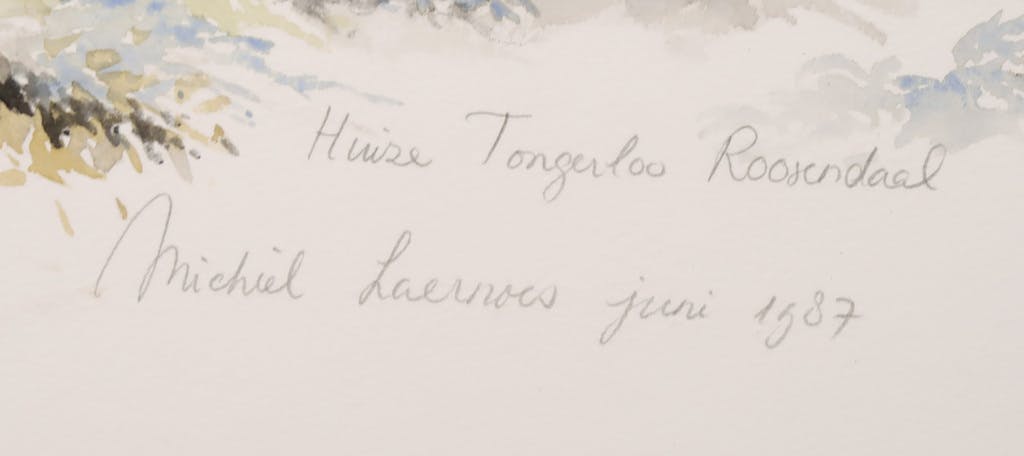 Huize Tongerloo Roosendaal
Michiel Laernoes juni 1987